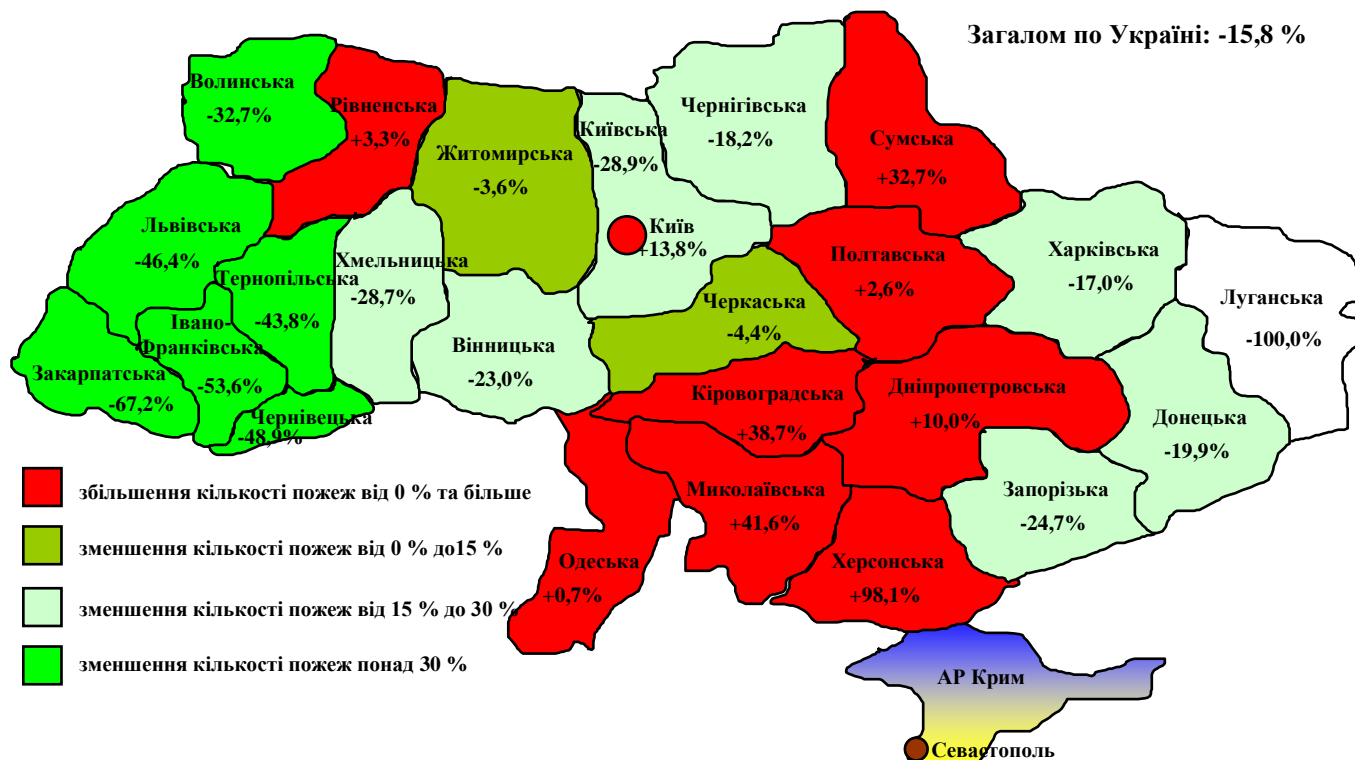 Загалом по Україні: -15,8 %
Волинська
-32,7%
Рівненська
+3,3%
Житомирська
-3,6%
Київська
-28,9%
Чернігівська
-18,2%
Сумська
+32,7%
Київ
+13,8%
Львівська
-46,4%
Тернопільська
-43,8%
Хмельницька
-28,7%
Вінницька
-23,0%
Черкаська
-4,4%
Полтавська
+2,6%
Харківська
-17,0%
Луганська
-100,0%
Івано-
Франківська
-53,6%
Закарпатська
-67,2%
Чернівецька
-48,9%
Кіровоградська
+38,7%
Дніпропетровська
+10,0%
Донецька
-19,9%
Миколаївська
+41,6%
Запорізька
-24,7%
Одеська
+0,7%
Херсонська
+98,1%
АР Крим
Севастополь
збільшення кількості пожеж від 0 % та більше
зменшення кількості пожеж від 0 % до15 %
зменшення кількості пожеж від 15 % до 30 %
зменшення кількості пожеж понад 30 %